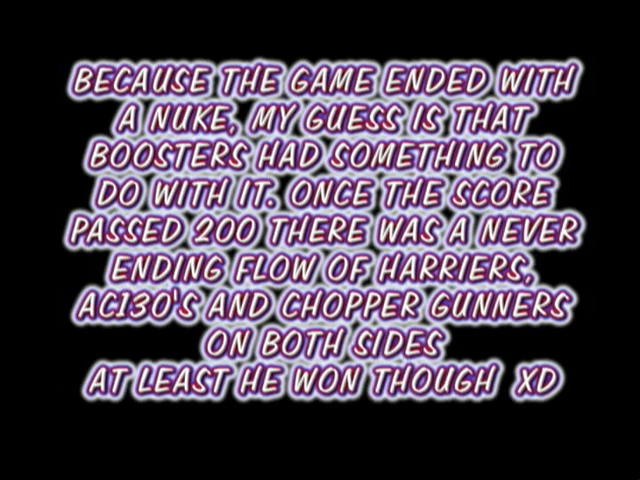 BECAUSE THE GAME ENDED WITH
A NUKE, MY GUESS IS THAT
BOOSTERS HAD SOMETHING TO
DO WITH IT. ONCE THE SCORE
PASSED 200 THERE WAS A NEVER
ENDING FLOW OF HARRIERS,
AC130'S AND CHOPPER GUNNERS
ON BOTH SIDES
AT LEAST HE WON THOUGH XD